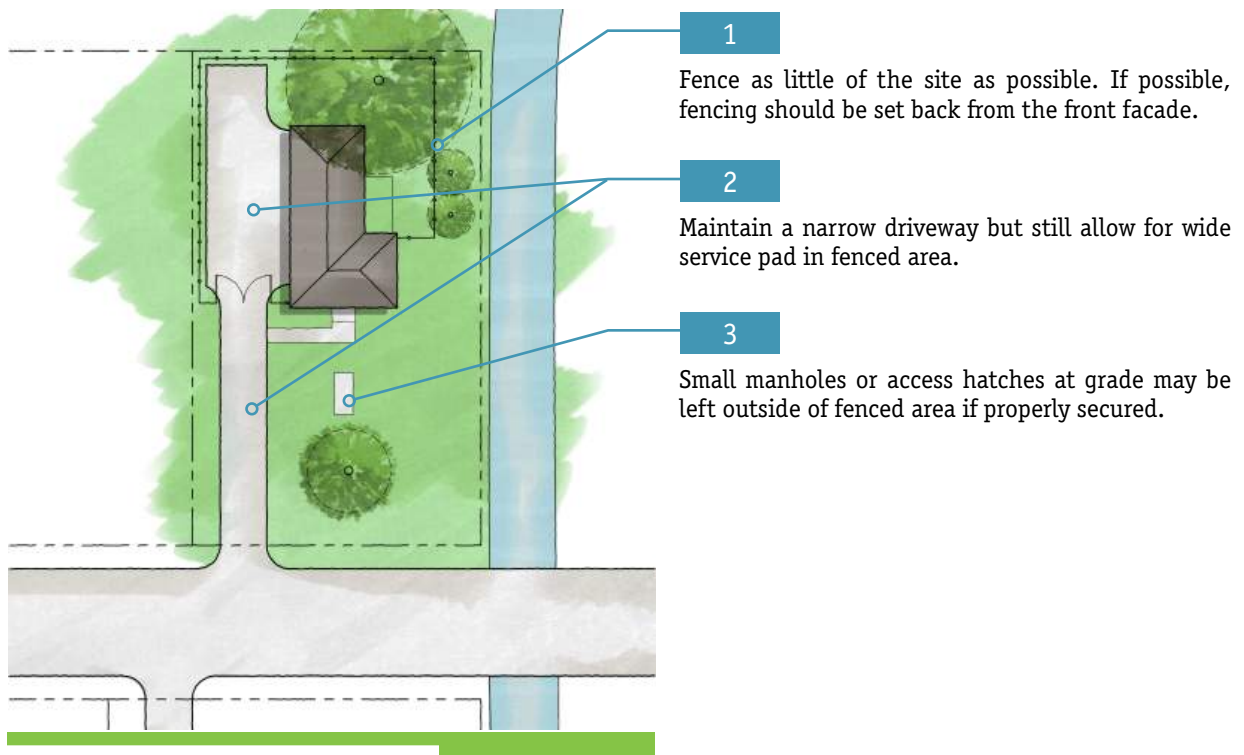 1
Fence as little of the site as possible. If possible,
fencing should be set back from the front facade.
2
Maintain a narrow driveway but still allow for wide
service pad in fenced area.
3
Small manholes or access hatches at grade may be
left outside of fenced area if properly secured.